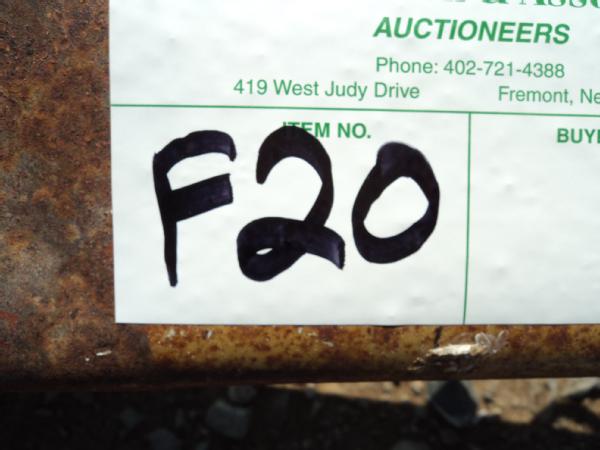 AUCTIONEERS
Phone: 402-721-4388
419 West Judy Drive Fremont, Ne
ITEM NO.
F20